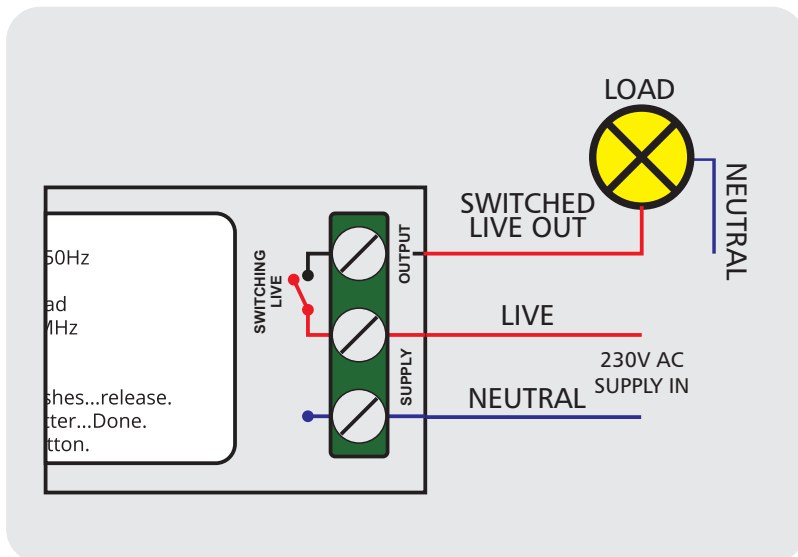 50Hz
ad
MHz
shes...release.
tter...Done.
tton.
SWITCHING
LIVE
OUTPUT
SUPPLY
LOAD
SWITCHED
LIVE OUT
NEUTRAL
LIVE
230V AC
SUPPLY IN
NEUTRAL